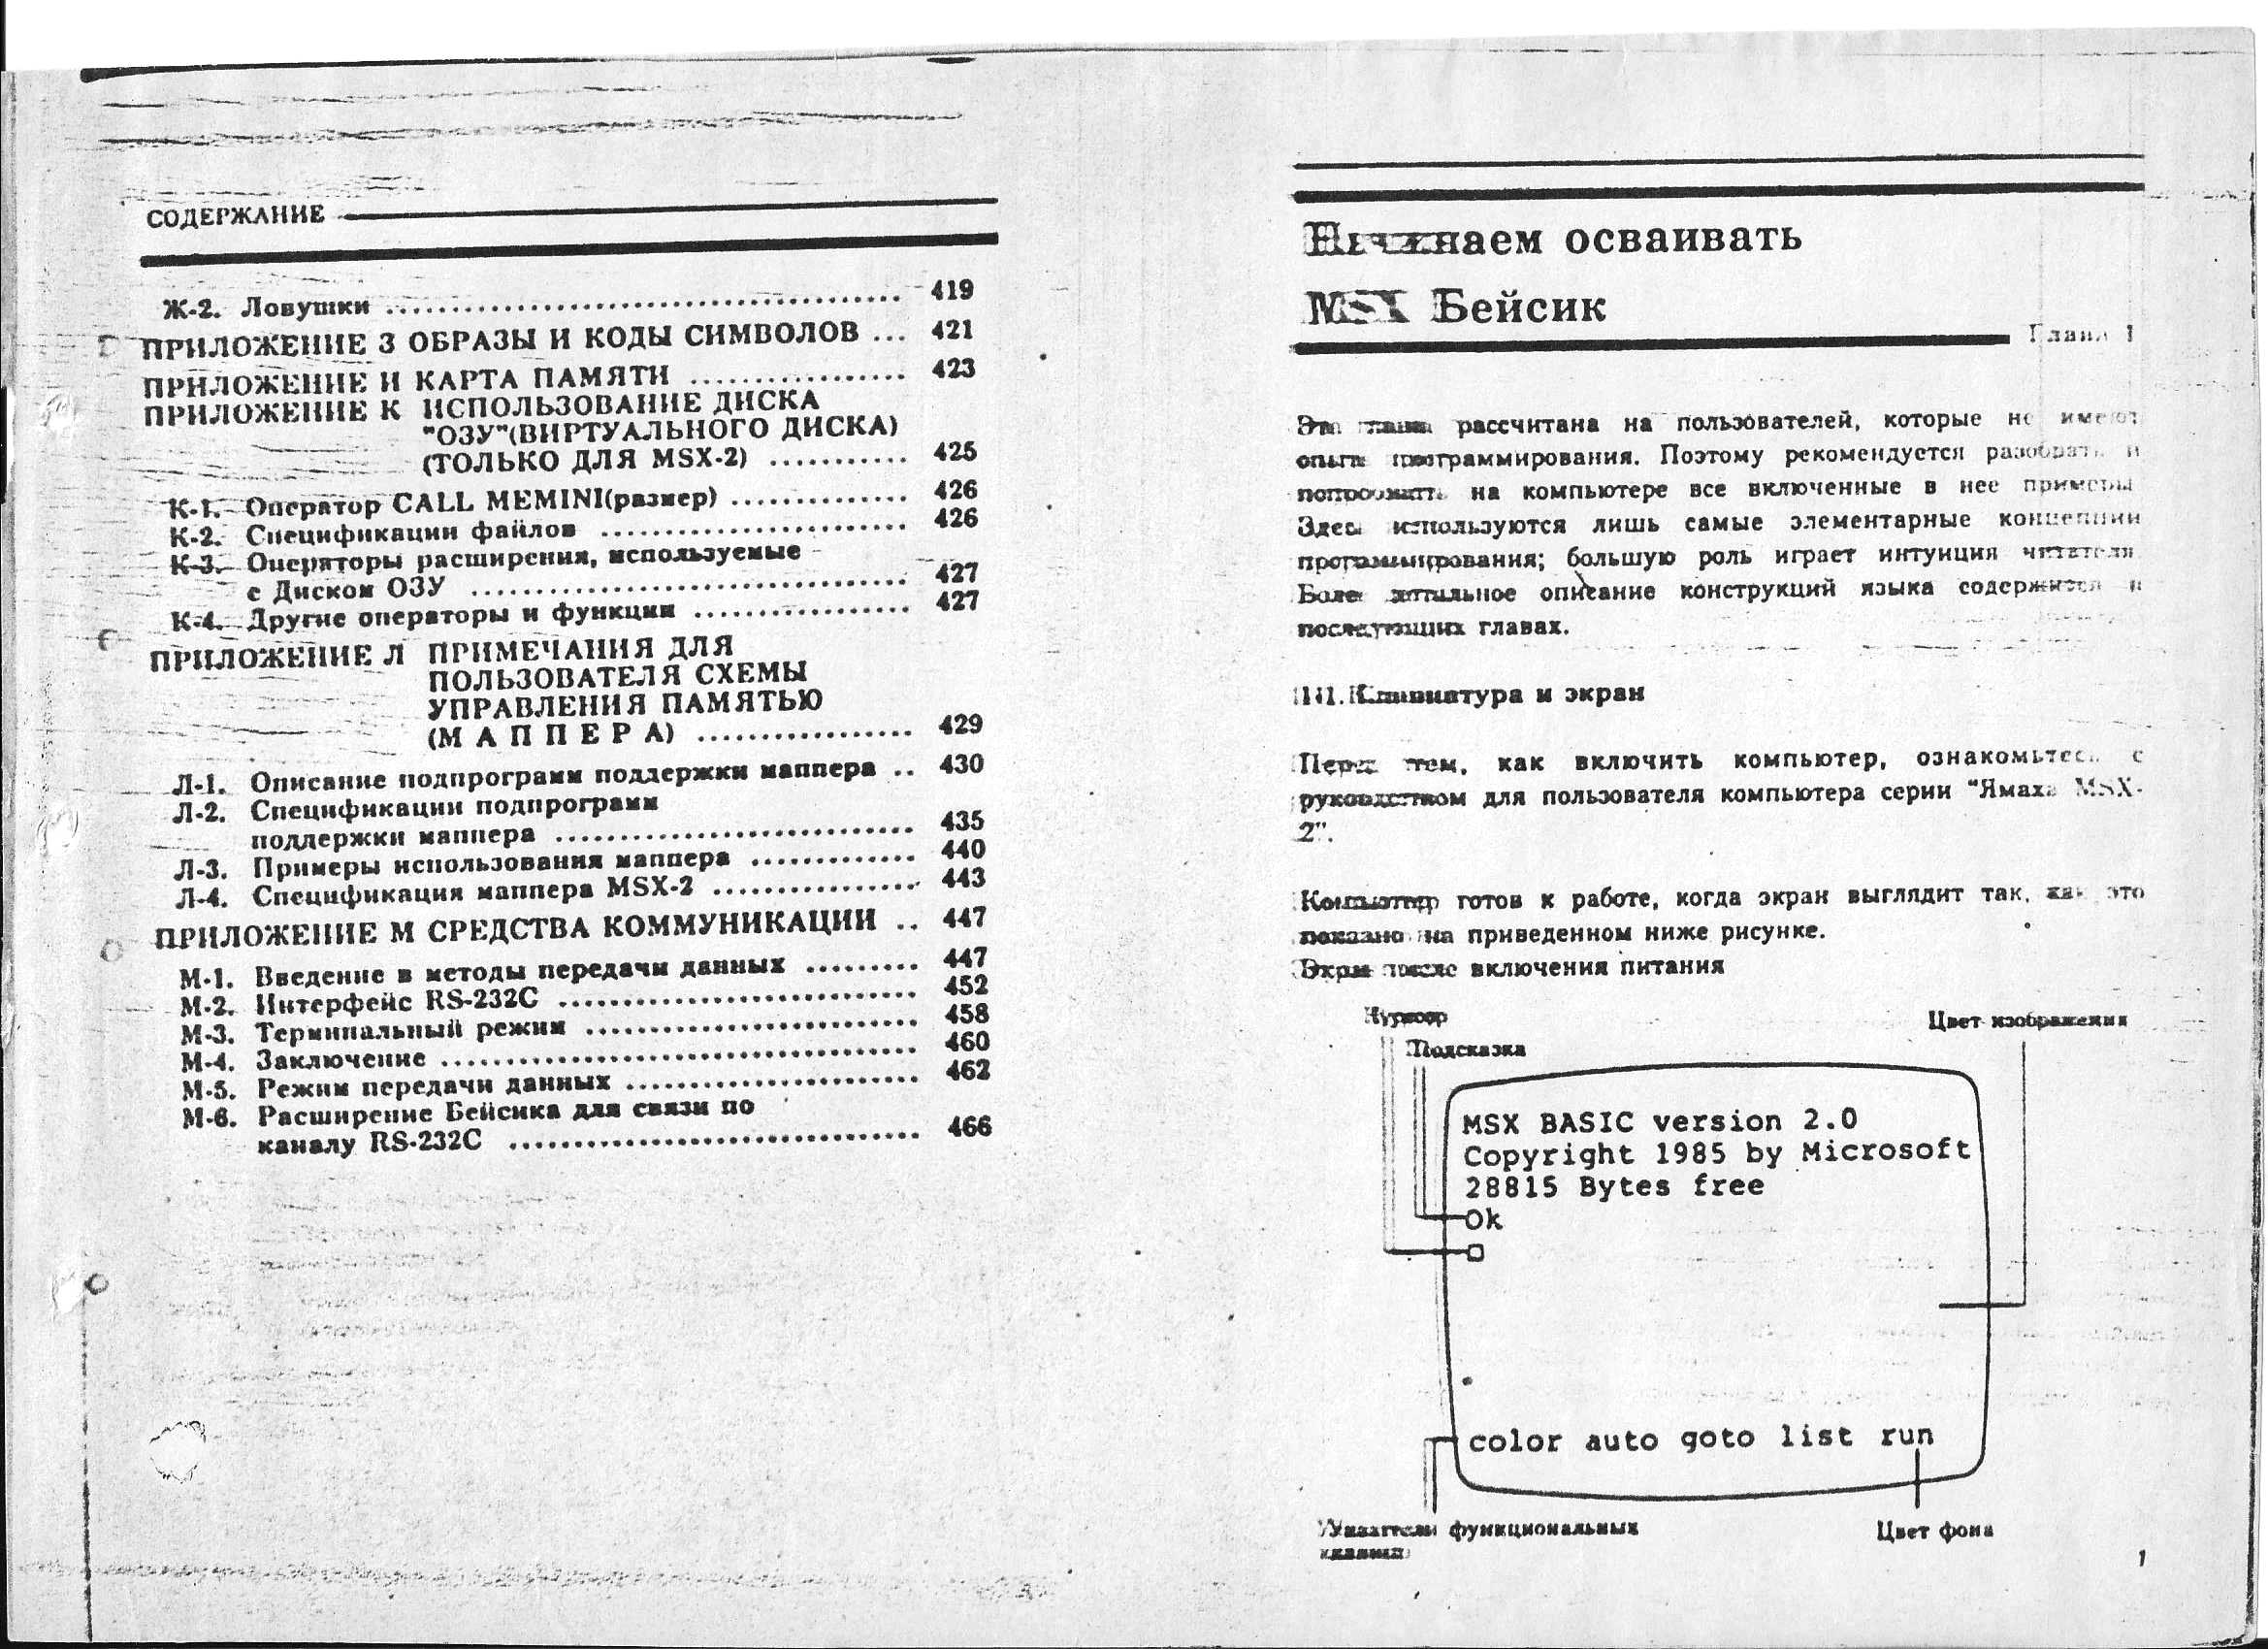 СОДЕРЖАНИЕ
Ж-2. Ловушки ........................................ 419
ПРИЛОЖЕНИЕ З ОБРАЗЫ И КОДЫ СИМВОЛОВ ... 421
ПРИЛОЖЕНИЕ И КАРТА ПАМЯТИ ................. 423
ПРИЛОЖЕНИЕ К ИСПОЛЬЗОВАНИЕ ДИСКА
"ОЗУ"(ВИРТУАЛЬНОГО ДИСКА)
(ТОЛЬКО ДЛЯ MSX-2) ........... 425
К-1. Оператор CALL MEMINI(размер) .............. 426
К-2. Спецификации файлов ........................ 426
К-3. Операторы расширения, используемые
с Диском ОЗУ ................................... 427
К-4. Другие операторы и функции ................. 427
ПРИЛОЖЕНИЕ Л ПРИМЕЧАНИЯ ДЛЯ
ПОЛЬЗОВАТЕЛЯ СХЕМЫ
УПРАВЛЕНИЯ ПАМЯТЬЮ
(М А П П Е Р А) ................. 429
Л-1. Описание подпрограмм поддержки маппера .. 430
Л-2. Спецификации подпрограмм
поддержки маппера ............................. 435
Л-3. Примеры использования маппера ............. 440
Л-4. Спецификация маппера MSX-2 ................ 443
ПРИЛОЖЕНИЕ М СРЕДСТВА КОММУНИКАЦИИ .. 447
М-1. Введение в методы передачи данных ......... 447
М-2. Интерфейс RS-232C ............................ 452
М-3. Терминальный режим .......................... 458
М-4. Заключение ..................................... 460
М-5. Режим передачи данных ....................... 462
М-6. Расширение Бейсика для связи по
каналу RS-232C ................................ 466
Начинаем осваивать
MSX Бейсик
Глава 1
Эта глава рассчитана на пользователей, которые не имеют
опыта программирования. Поэтому рекомендуется разобрать и
попробовать на компьютере все включенные в нее примеры.
Здесь используются лишь самые элементарные концепции
программирования; большую роль играет интуиция читателя.
Более детальное описание конструкций языка содержится в
последующих главах.
1.1. Клавиатура и экран
Перед тем, как включить компьютер, ознакомьтесь с
руководством для пользователя компьютера серии "Ямаха MSX-
2".
Компьютер готов к работе, когда экран выглядит так, как это
показано на приведенном ниже рисунке.
Экран после включения питания
Курсор
Цвет изображения
Подсказка
MSX BASIC version 2.0
Copyright 1985 by Microsoft
28815 Bytes free
Ok
color auto goto list run
Указатели функциональных
клавиш
Цвет фона
1